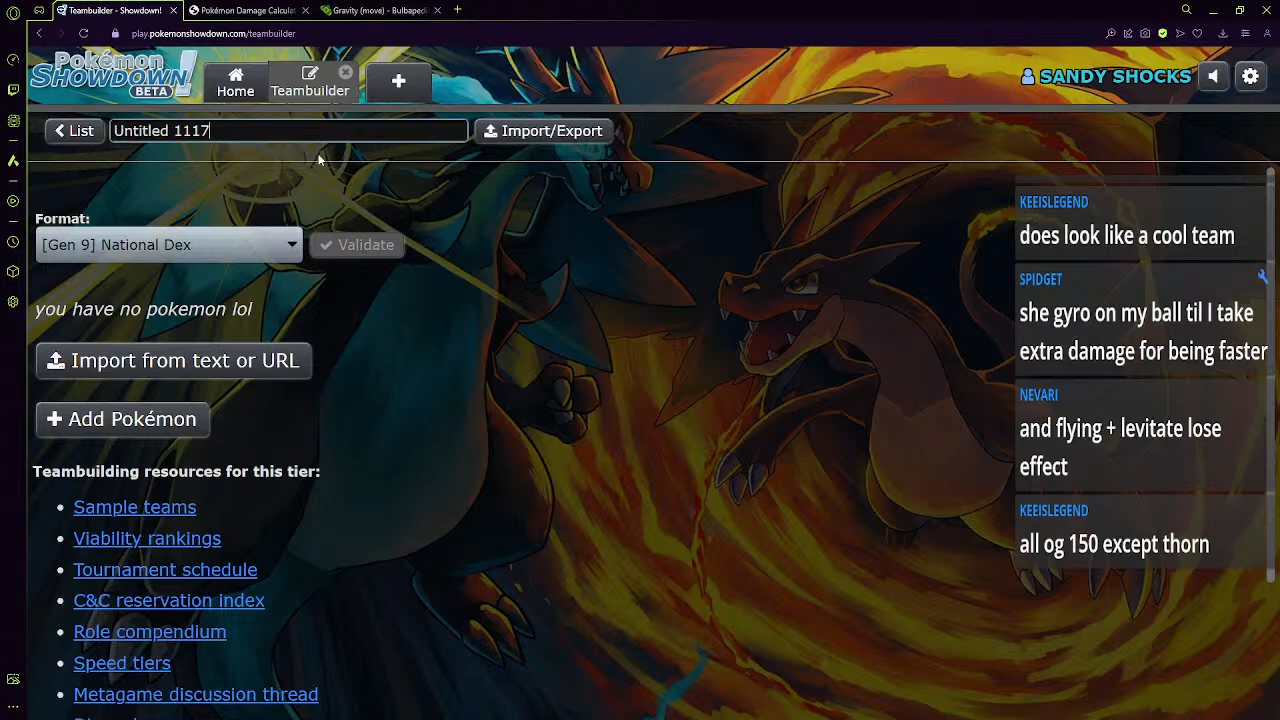 Teambuilder - Showdown!
Pokémon Damage Calculat
Gravity (move) - Bulbaped
play.pokemonshowdown.com/teambuilder
Pokémon
SHOWDOWN!
BETA
Home
Teambuilder
SANDY SHOCKS
List
Untitled 1117
Import/Export
Format:
[Gen 9] National Dex
Validate
you have no pokemon lol
Import from text or URL
Add Pokémon
Teambuilding resources for this tier:
Sample teams
Viability rankings
Tournament schedule
C&C reservation index
Role compendium
Speed tiers
Metagame discussion thread
KEEISLEGEND
does look like a cool team
SPIDGET
she gyro on my ball til I take
extra damage for being faster
NEVARI
and flying + levitate lose
effect
KEEISLEGEND
all og 150 except thorn